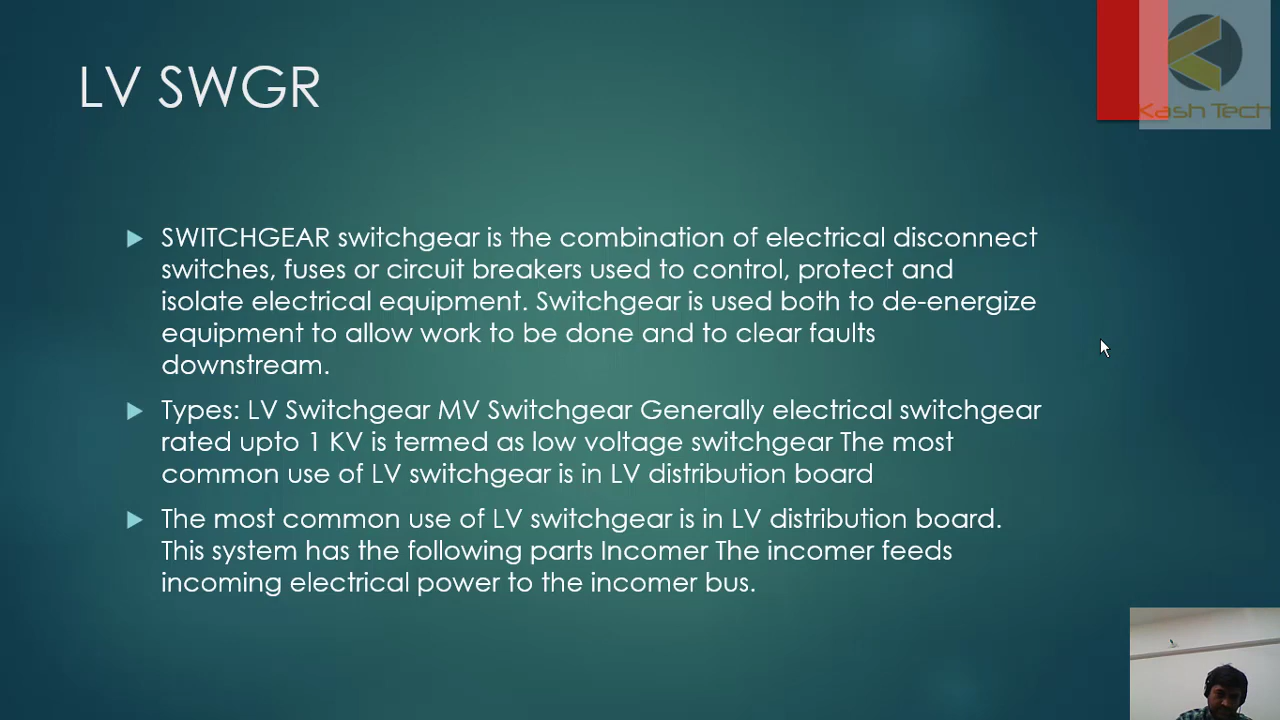 LV SWGR
Kash Tech
SWITCHGEAR switchgear is the combination of electrical disconnect
switches, fuses or circuit breakers used to control, protect and
isolate electrical equipment. Switchgear is used both to de-energize
equipment to allow work to be done and to clear faults
downstream.
Types: LV Switchgear MV Switchgear Generally electrical switchgear
rated upto 1 KV is termed as low voltage switchgear The most
common use of LV switchgear is in LV distribution board
The most common use of LV switchgear is in LV distribution board.
This system has the following parts Incomer The incomer feeds
incoming electrical power to the incomer bus.